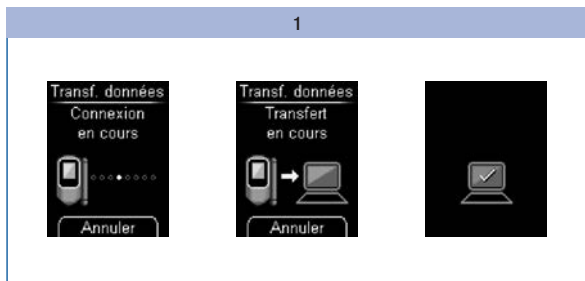 1
Transf. données
Connexion
en cours
Annuler
Transf. données
Transfert
en cours
Annuler